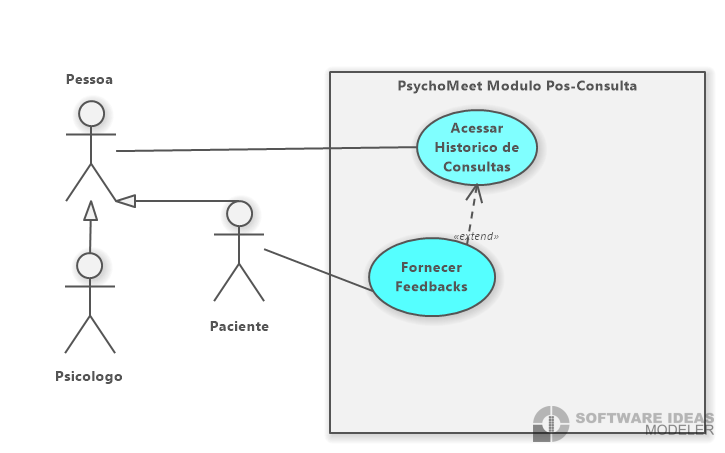 Pessoa
PsychoMeet Modulo Pos-Consulta
Acessar
Historico de
Consultas
«extend»
Fornecer
Feedbacks
Paciente
Psicologo
SOFTWARE IDEAS
MODELER